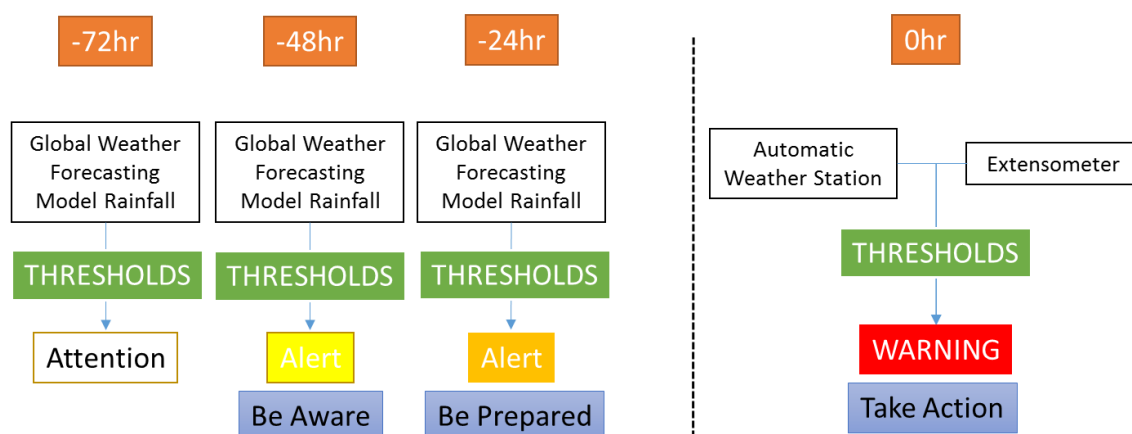 -72hr
-48hr
-24hr
0hr
Global Weather
Forecasting
Model Rainfall
Global Weather
Forecasting
Model Rainfall
Global Weather
Forecasting
Model Rainfall
Automatic
Weather Station
Extensometer
THRESHOLDS
THRESHOLDS
THRESHOLDS
THRESHOLDS
Attention
Alert
Alert
WARNING
Be Aware
Be Prepared
Take Action